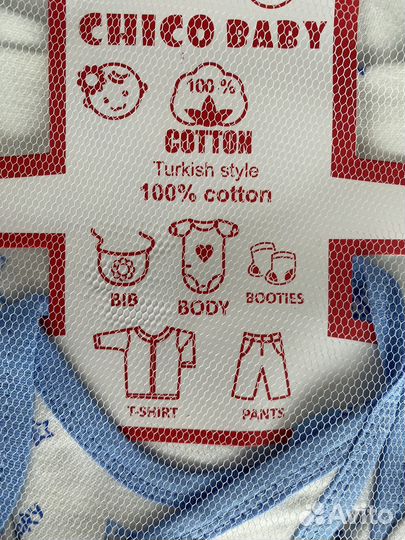 CHICO BABY
100 %
COTTON
Turkish style
100% cotton
BIB
BODY
BOOTIES
T-SHIRT
PANTS
Avito